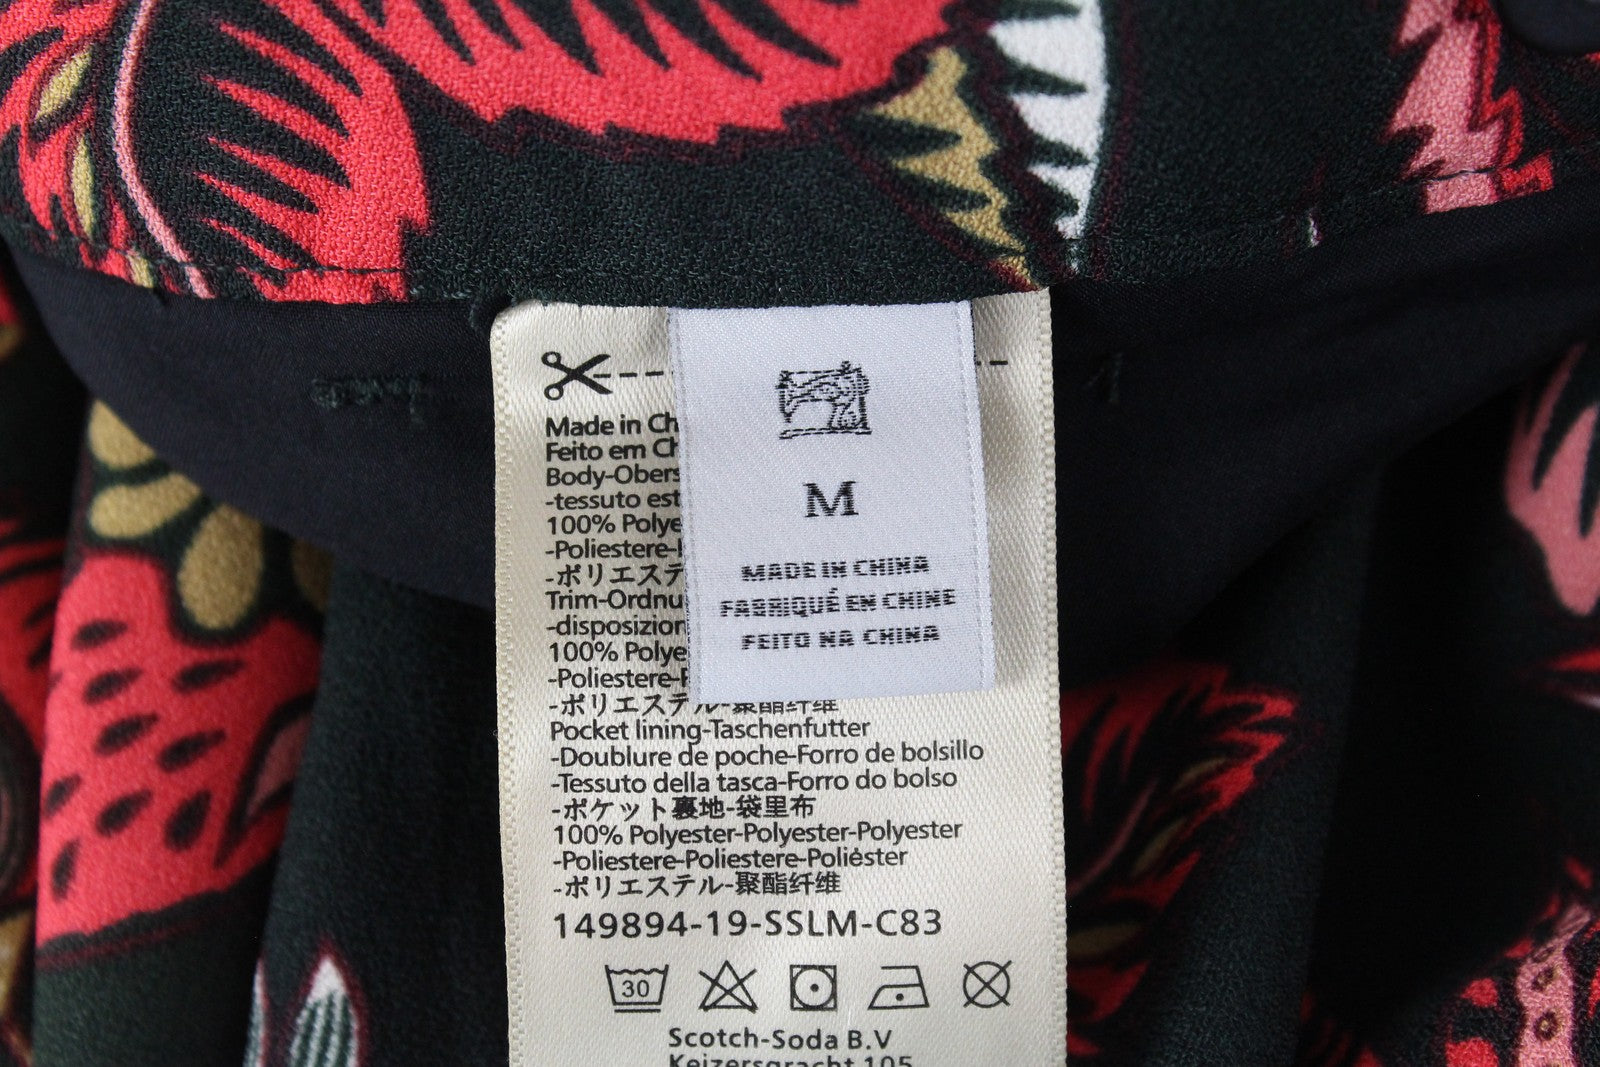 M
MADE IN CHINA
FABRIQUÉ EN CHINE
FEITO NA CHINA
Made in Ch
Feito em Ch
Body-Obers
-tessuto est
100% Polye
-Poliestere-
-ポリエステ
Trim-Ordnu
-disposizion
100% Polye
-Poliestere-
-ポリエステル-聚酯纤维
Pocket lining-Taschenfutter
-Doublure de poche-Forro de bolsillo
-Tessuto della tasca-Forro do bolso
-ポケット裏地-袋里布
100% Polyester-Polyester-Polyester
-Poliestere-Poliestere-Poliéster
-ポリエステル-聚酯纤维
149894-19-SSLM-C83
30
Scotch-Soda B.V
Keizersgracht 105